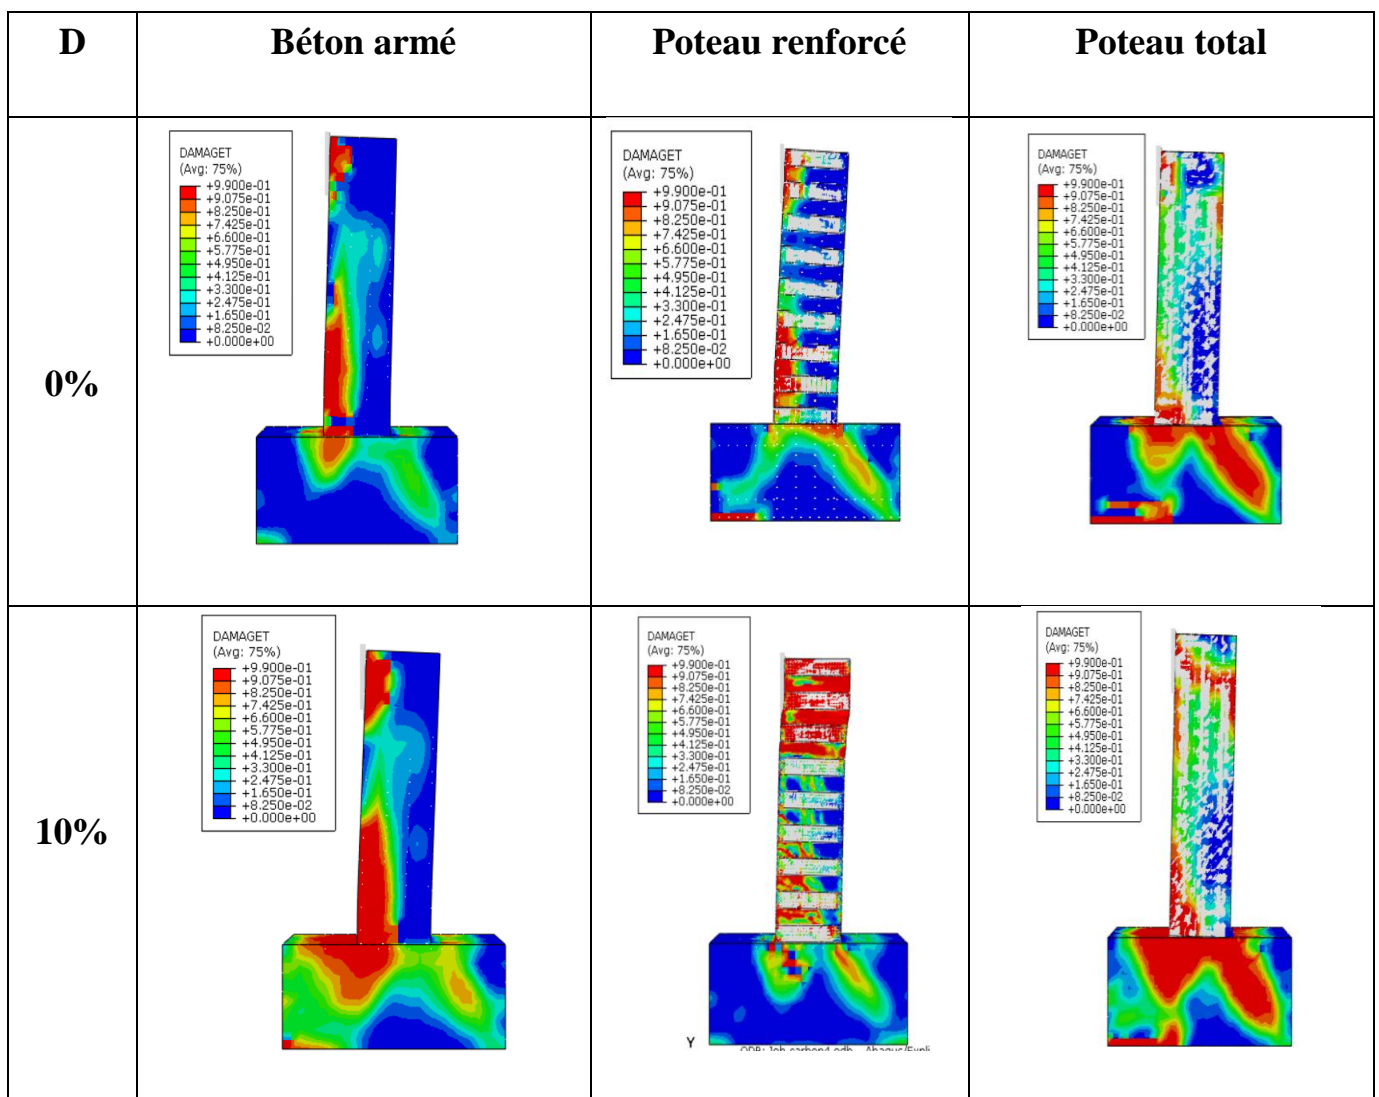 D
Béton armé
Poteau renforcé
Poteau total
0%
DAMAGET
(Avg: 75%)
+9.900e-01
+9.075e-01
+8.250e-01
+7.425e-01
+6.600e-01
+5.775e-01
+4.950e-01
+4.125e-01
+3.300e-01
+2.475e-01
+1.650e-01
+8.250e-02
+0.000e+00
DAMAGET
(Avg: 75%)
+9.900e-01
+9.075e-01
+8.250e-01
+7.425e-01
+6.600e-01
+5.775e-01
+4.950e-01
+4.125e-01
+3.300e-01
+2.475e-01
+1.650e-01
+8.250e-02
+0.000e+00
DAMAGET
(Avg: 75%)
+9.900e-01
+9.075e-01
+8.250e-01
+7.425e-01
+6.600e-01
+5.775e-01
+4.950e-01
+4.125e-01
+3.300e-01
+2.475e-01
+1.650e-01
+8.250e-02
+0.000e+00
10%
DAMAGET
(Avg: 75%)
+9.900e-01
+9.075e-01
+8.250e-01
+7.425e-01
+6.600e-01
+5.775e-01
+4.950e-01
+4.125e-01
+3.300e-01
+2.475e-01
+1.650e-01
+8.250e-02
+0.000e+00
DAMAGET
(Avg: 75%)
+9.900e-01
+9.075e-01
+8.250e-01
+7.425e-01
+6.600e-01
+5.775e-01
+4.950e-01
+4.125e-01
+3.300e-01
+2.475e-01
+1.650e-01
+8.250e-02
+0.000e+00
Y
DAMAGET
(Avg: 75%)
+9.900e-01
+9.075e-01
+8.250e-01
+7.425e-01
+6.600e-01
+5.775e-01
+4.950e-01
+4.125e-01
+3.300e-01
+2.475e-01
+1.650e-01
+8.250e-02
+0.000e+00